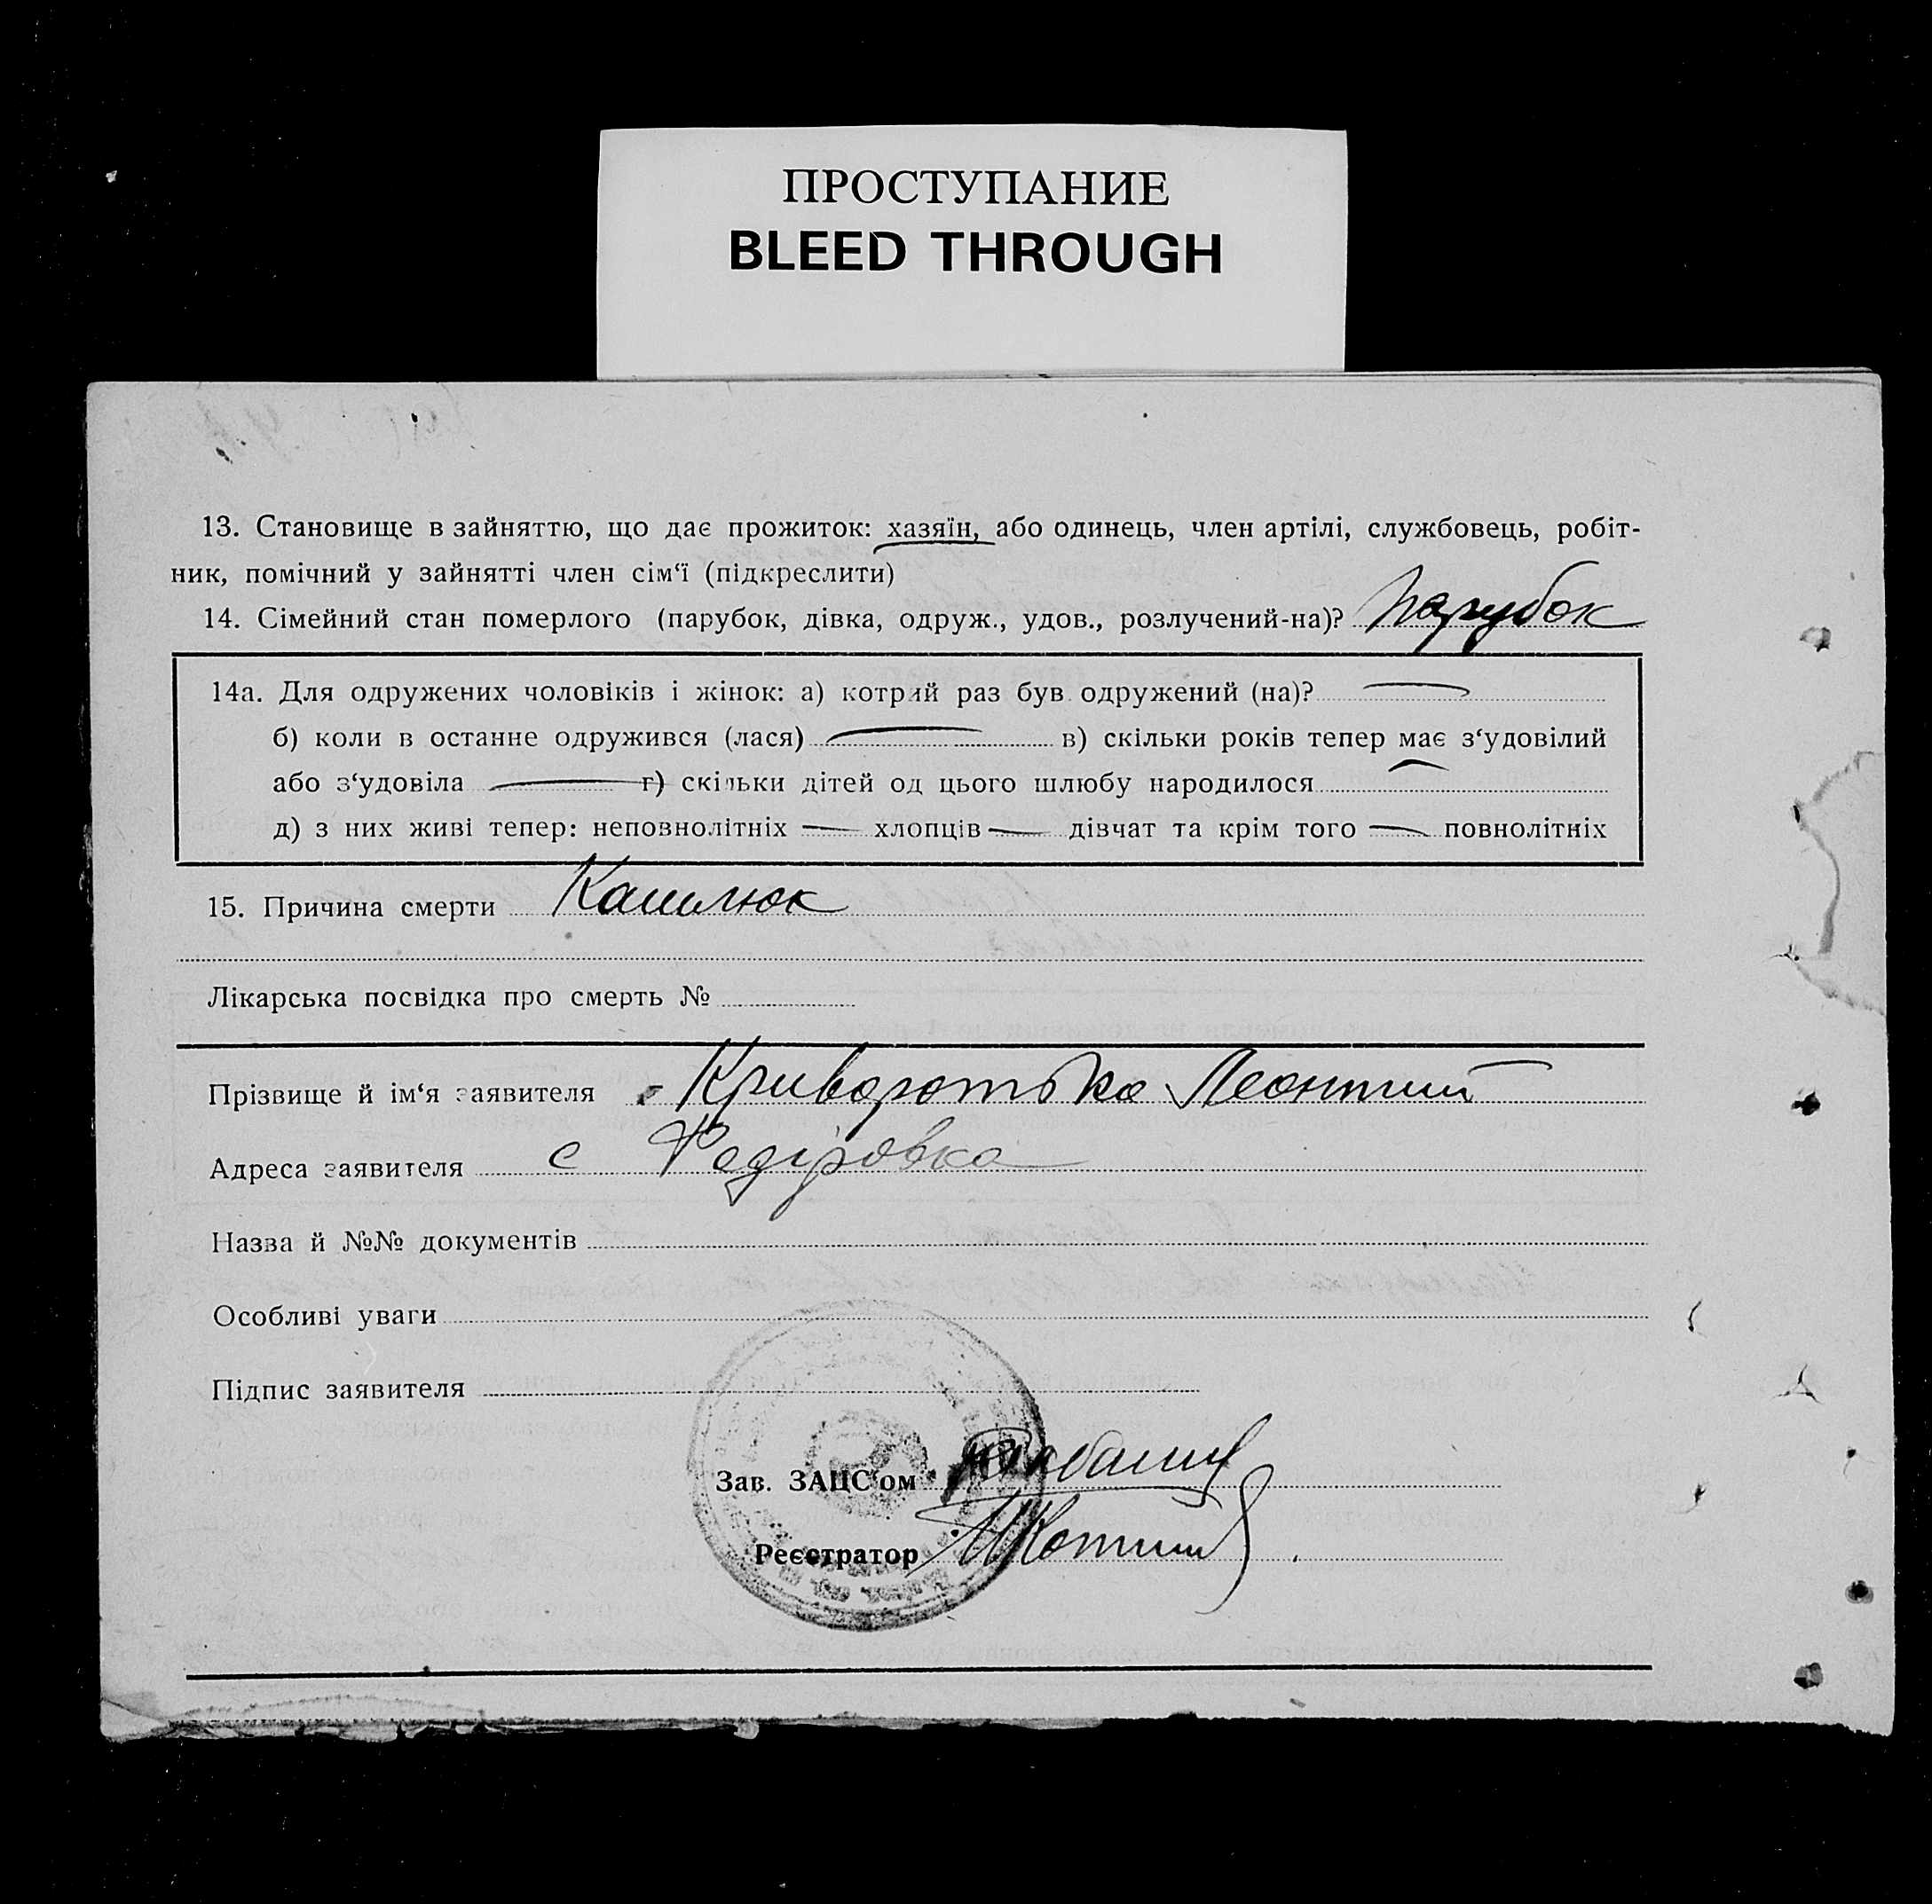 ПРОСТУПАНИЕ
BLEED THROUGH
13. Становище в зайняттю, що дає прожиток: хазяїн, або одинець, член артілі, службовець, робіт-
ник, помічний у зайнятті член сім‘ї (підкреслити)
14. Сімейний стан померлого (парубок, дівка, одруж., удов., розлучений-на)? Парубок
14а. Для одружених чоловіків і жінок: а) котрий раз був одружений (на)?
б) коли в останне одружився (лася) в) скільки років тепер має з‘удовілий
або з‘удовіла г) скільки дітей од цього шлюбу народилося
д) з них живі тепер: неповнолітніх — хлопців — дівчат та крім того — повнолітніх
15. Причина смерти Кашлюк
Лікарська посвідка про смерть №
Прізвище й ім‘я заявителя Криворотько Леонтий
Адреса заявителя с Федіровка
Назва й №№ документів
Особливі уваги
Підпис заявителя
Зав. ЗАЦС‘ом
Реєстратор